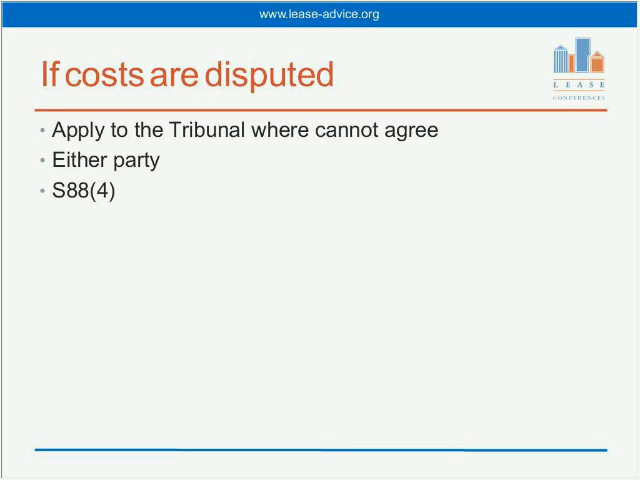 www.lease-advice.org
If costs are disputed
LEASE
CONFERENCES
• Apply to the Tribunal where cannot agree
• Either party
• S88(4)